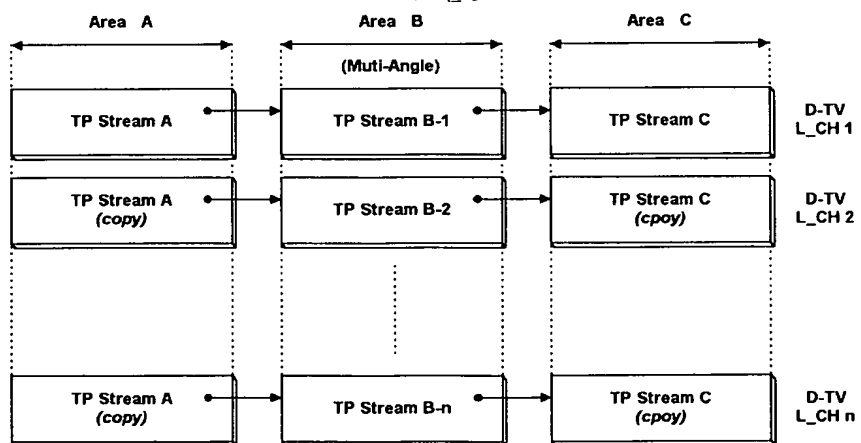 Area A
Area B
Area C
(Muti-Angle)
TP Stream A
TP Stream B-1
TP Stream C
D-TV
L_CH 1
TP Stream A
(copy)
TP Stream B-2
TP Stream C
(cpoy)
D-TV
L_CH 2
TP Stream A
(copy)
TP Stream B-n
TP Stream C
(cpoy)
D-TV
L_CH n